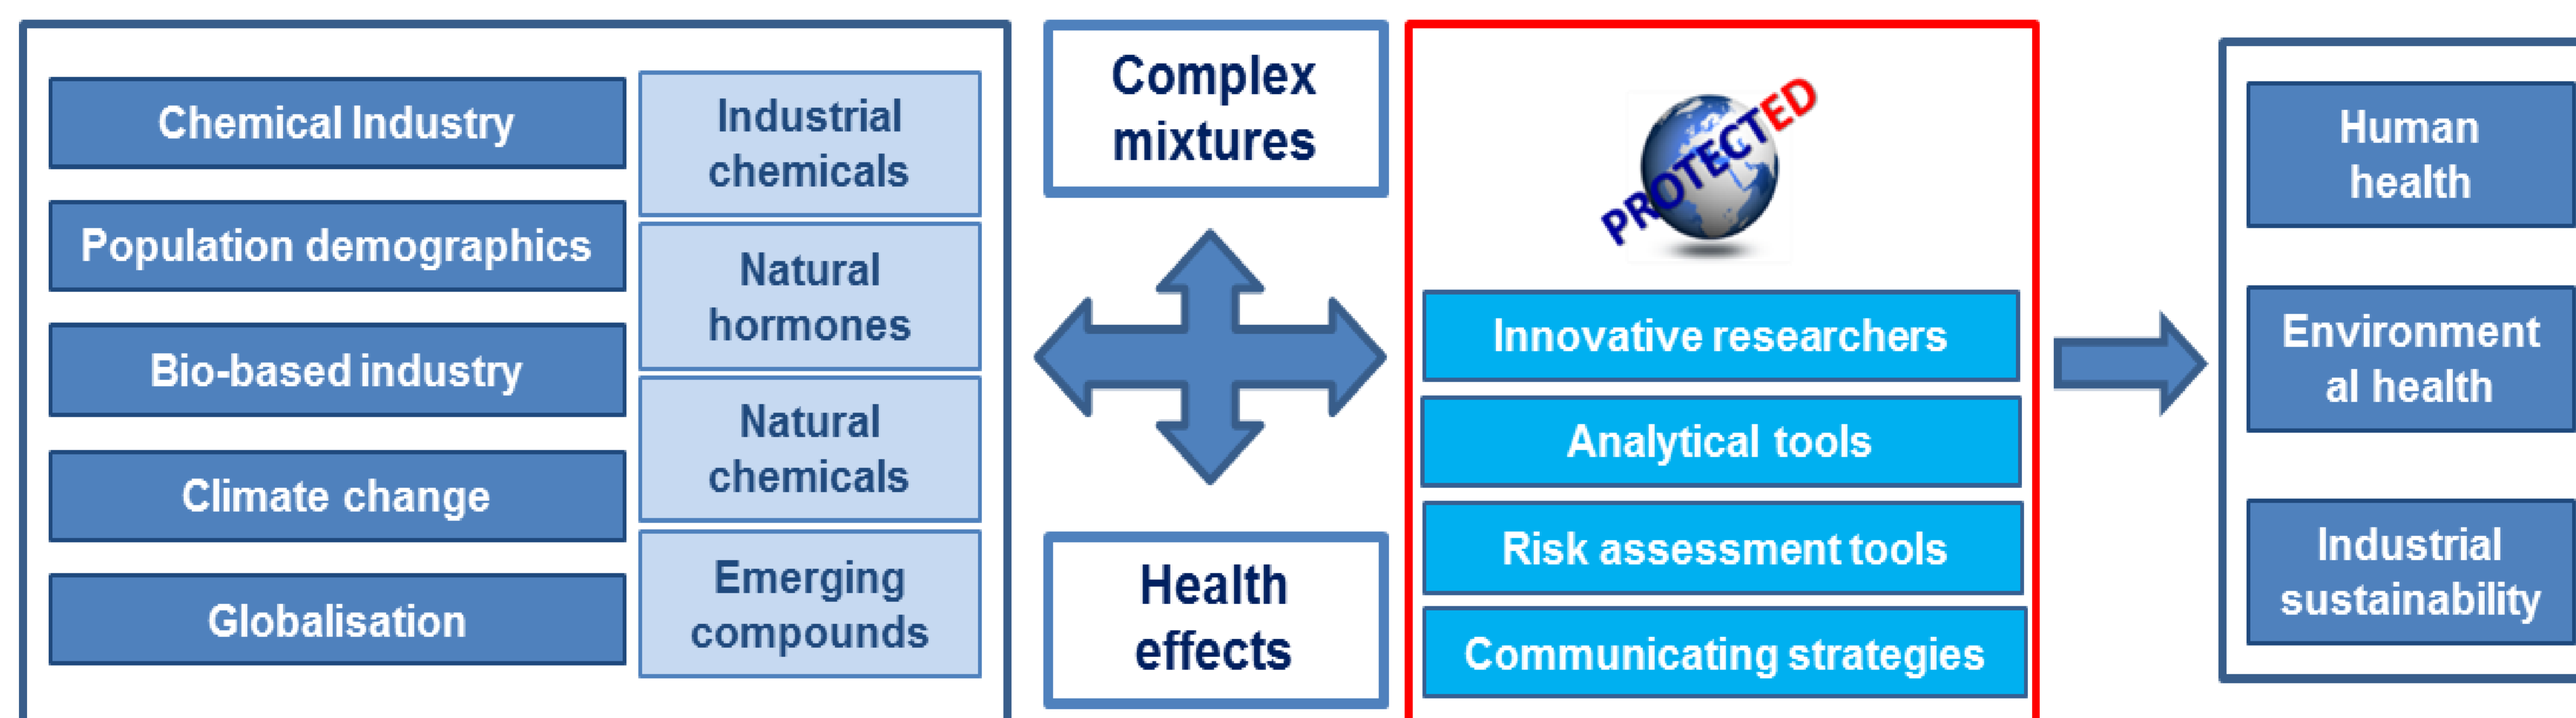 Chemical Industry
Population demographics
Bio-based industry
Climate change
Globalisation
Industrial
chemicals
Natural
hormones
Natural
chemicals
Emerging
compounds
Complex
mixtures
Health
effects
PROTECTED
Innovative researchers
Analytical tools
Risk assessment tools
Communicating strategies
Human
health
Environment
al health
Industrial
sustainability